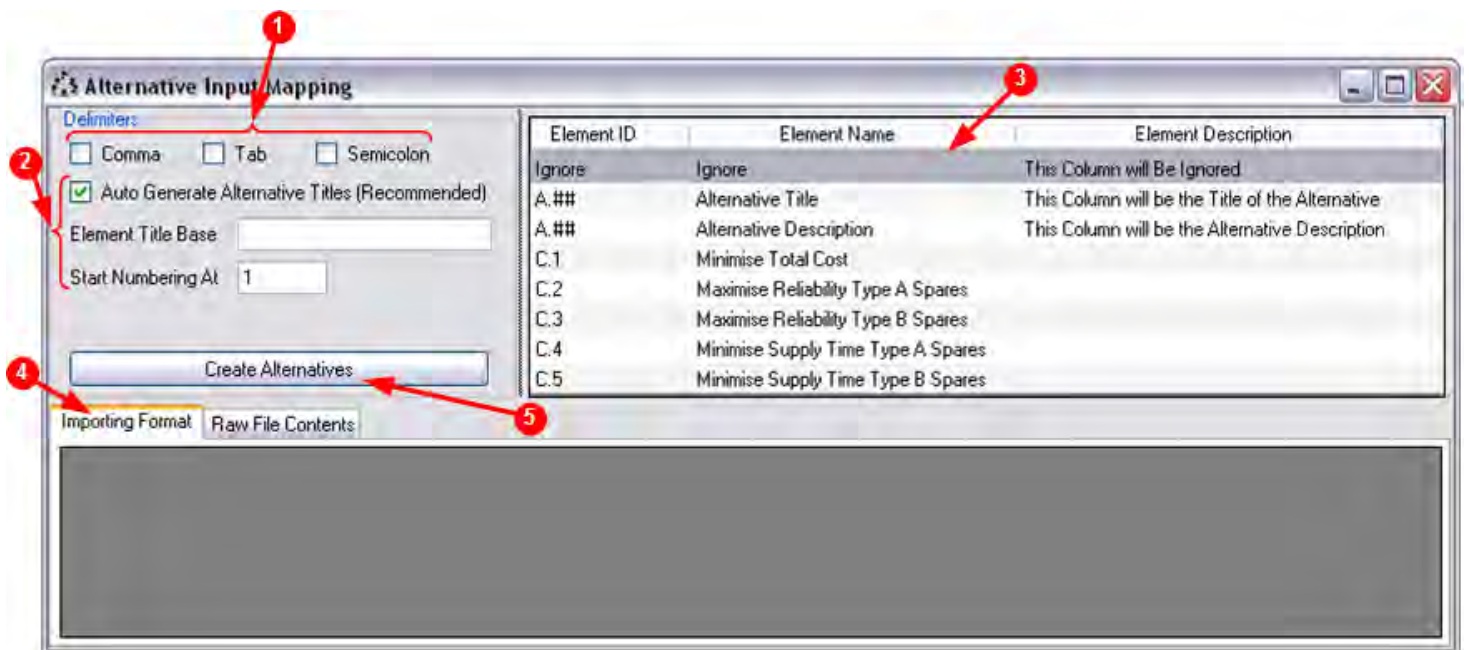 1
Alternative Input Mapping
3
Delimiters
Comma Tab Semicolon
2
Auto Generate Alternative Titles (Recommended)
Element Title Base
Start Numbering At 1
Create Alternatives
Element ID Element Name Element Description
Ignore Ignore This Column will Be Ignored
A.## Alternative Title This Column will be the Title of the Alternative
A.## Alternative Description This Column will be the Alternative Description
C.1 Minimise Total Cost
C.2 Maximise Reliability Type A Spares
C.3 Maximise Reliability Type B Spares
C.4 Minimise Supply Time Type A Spares
C.5 Minimise Supply Time Type B Spares
4
5
Importing Format Raw File Contents